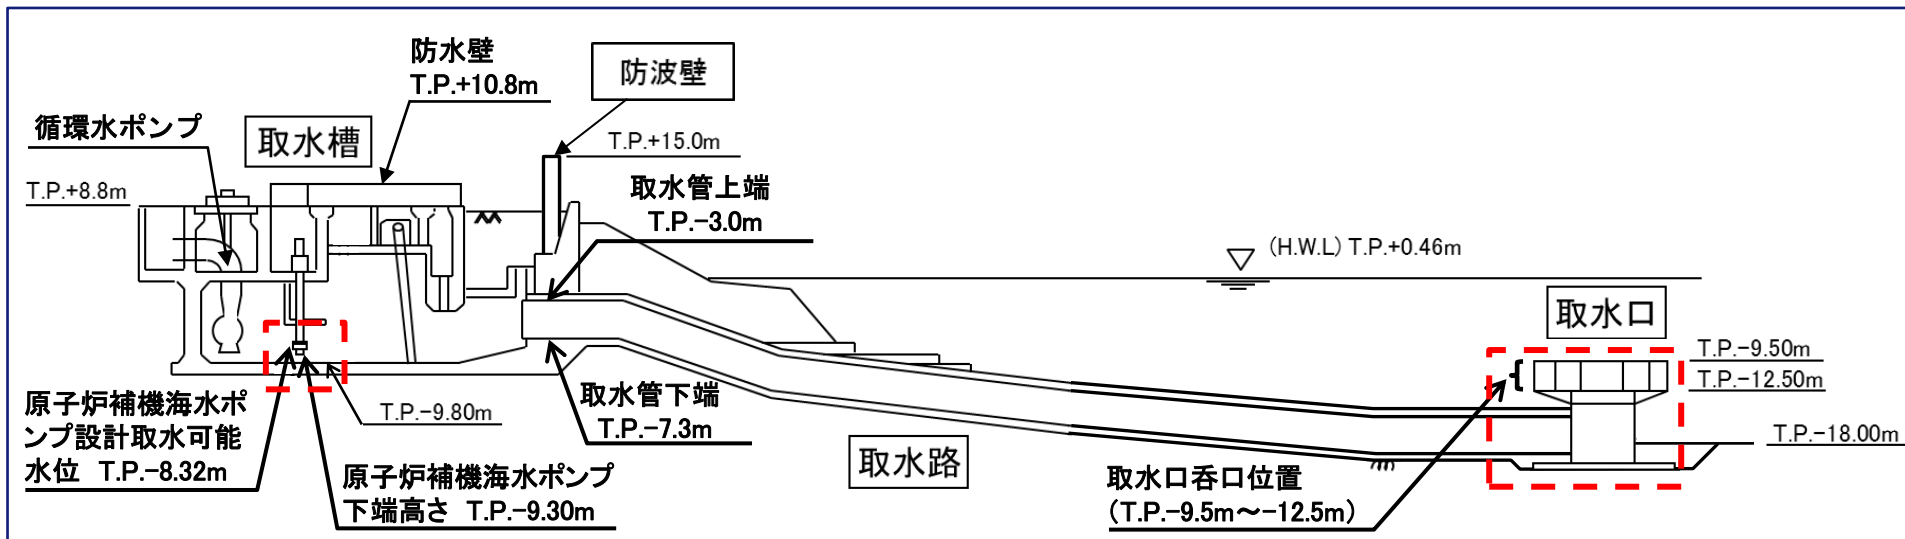 防水壁
T.P.+10.8m
防波壁
循環水ポンプ
取水槽
T.P.+15.0m
T.P.+8.8m
取水管上端
T.P.-3.0m
(H.W.L) T.P.+0.46m
取水口
T.P.-9.50m
T.P.-12.50m
原子炉補機海水ポ
ンプ設計取水可能
水位 T.P.-8.32m
T.P.-9.80m
取水管下端
T.P.-7.3m
T.P.-18.00m
取水路
原子炉補機海水ポンプ
下端高さ T.P.-9.30m
取水口呑口位置
(T.P.-9.5m～-12.5m)